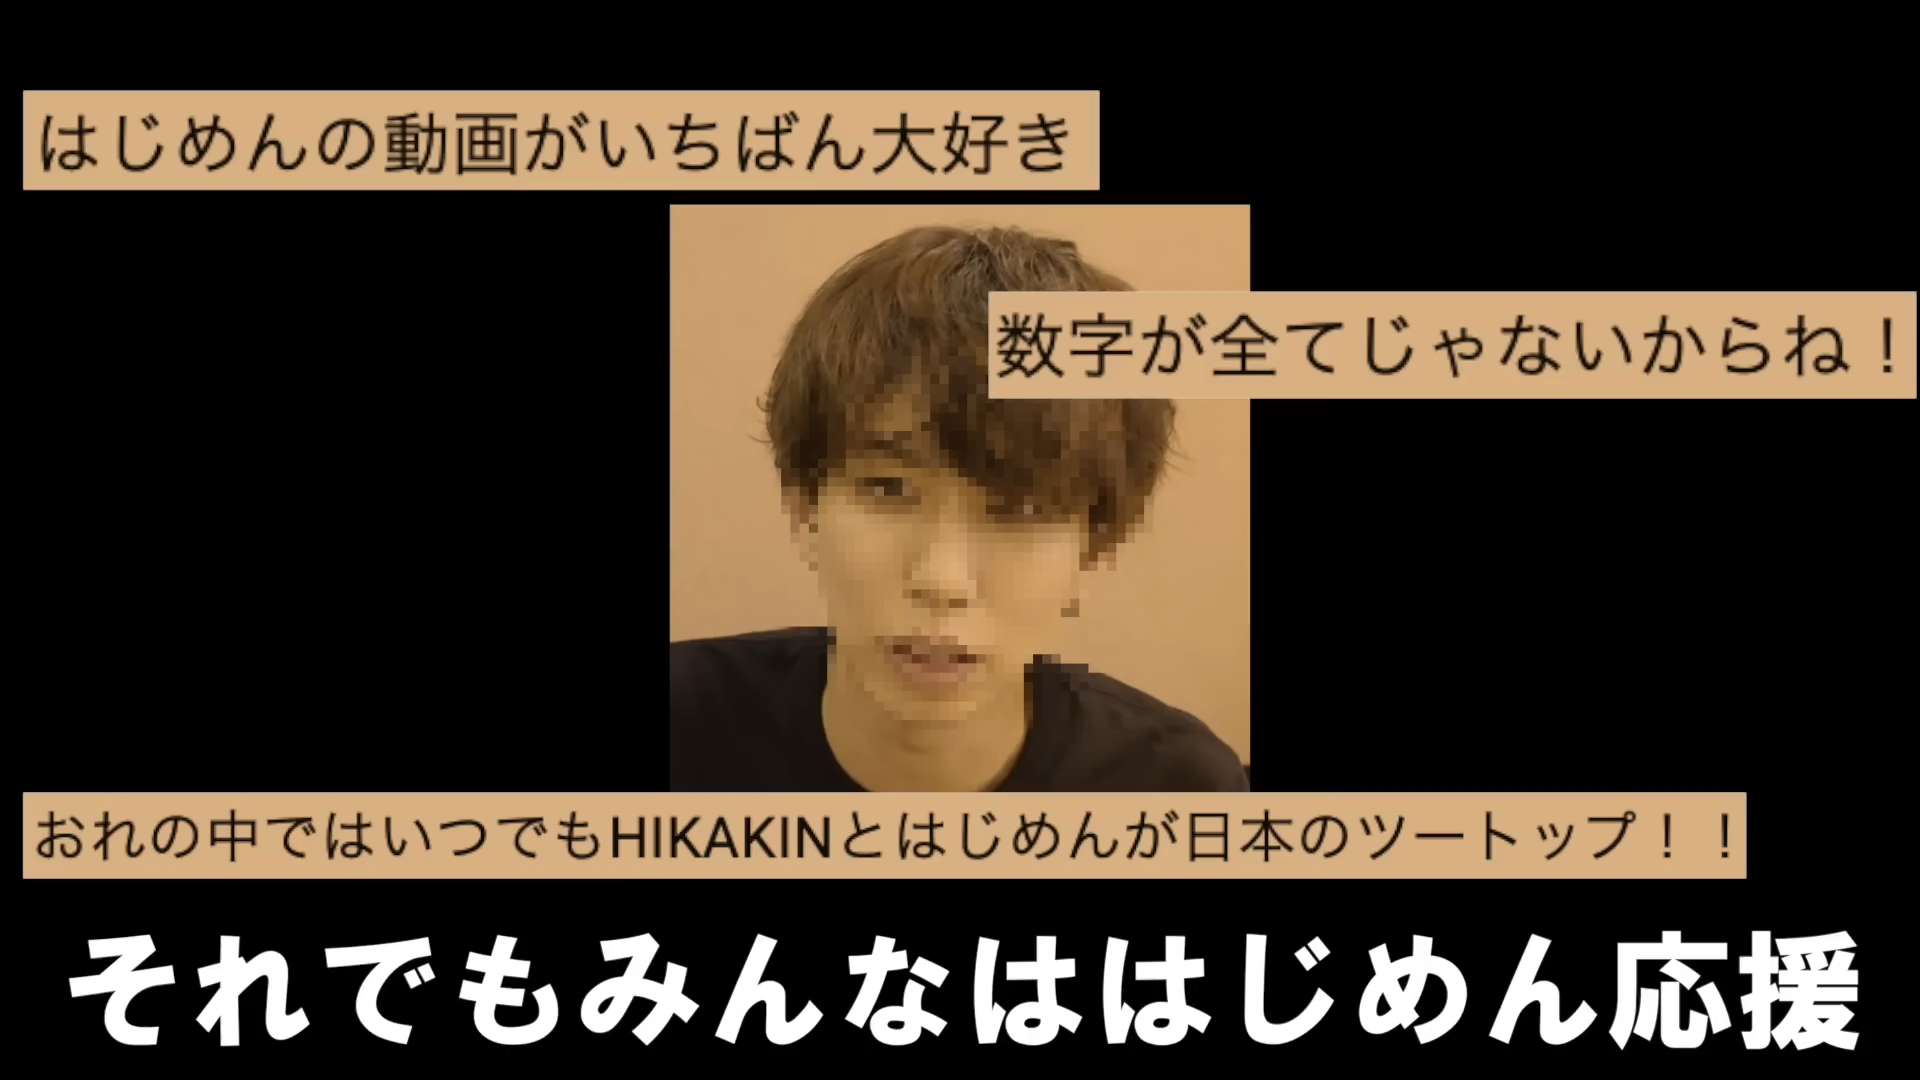 はじめんの動画がいちばん大好き
数字が全てじゃないからね！
おれの中ではいつでもHIKAKINとはじめんが日本のツートップ！！
それでもみんなははじめん応援